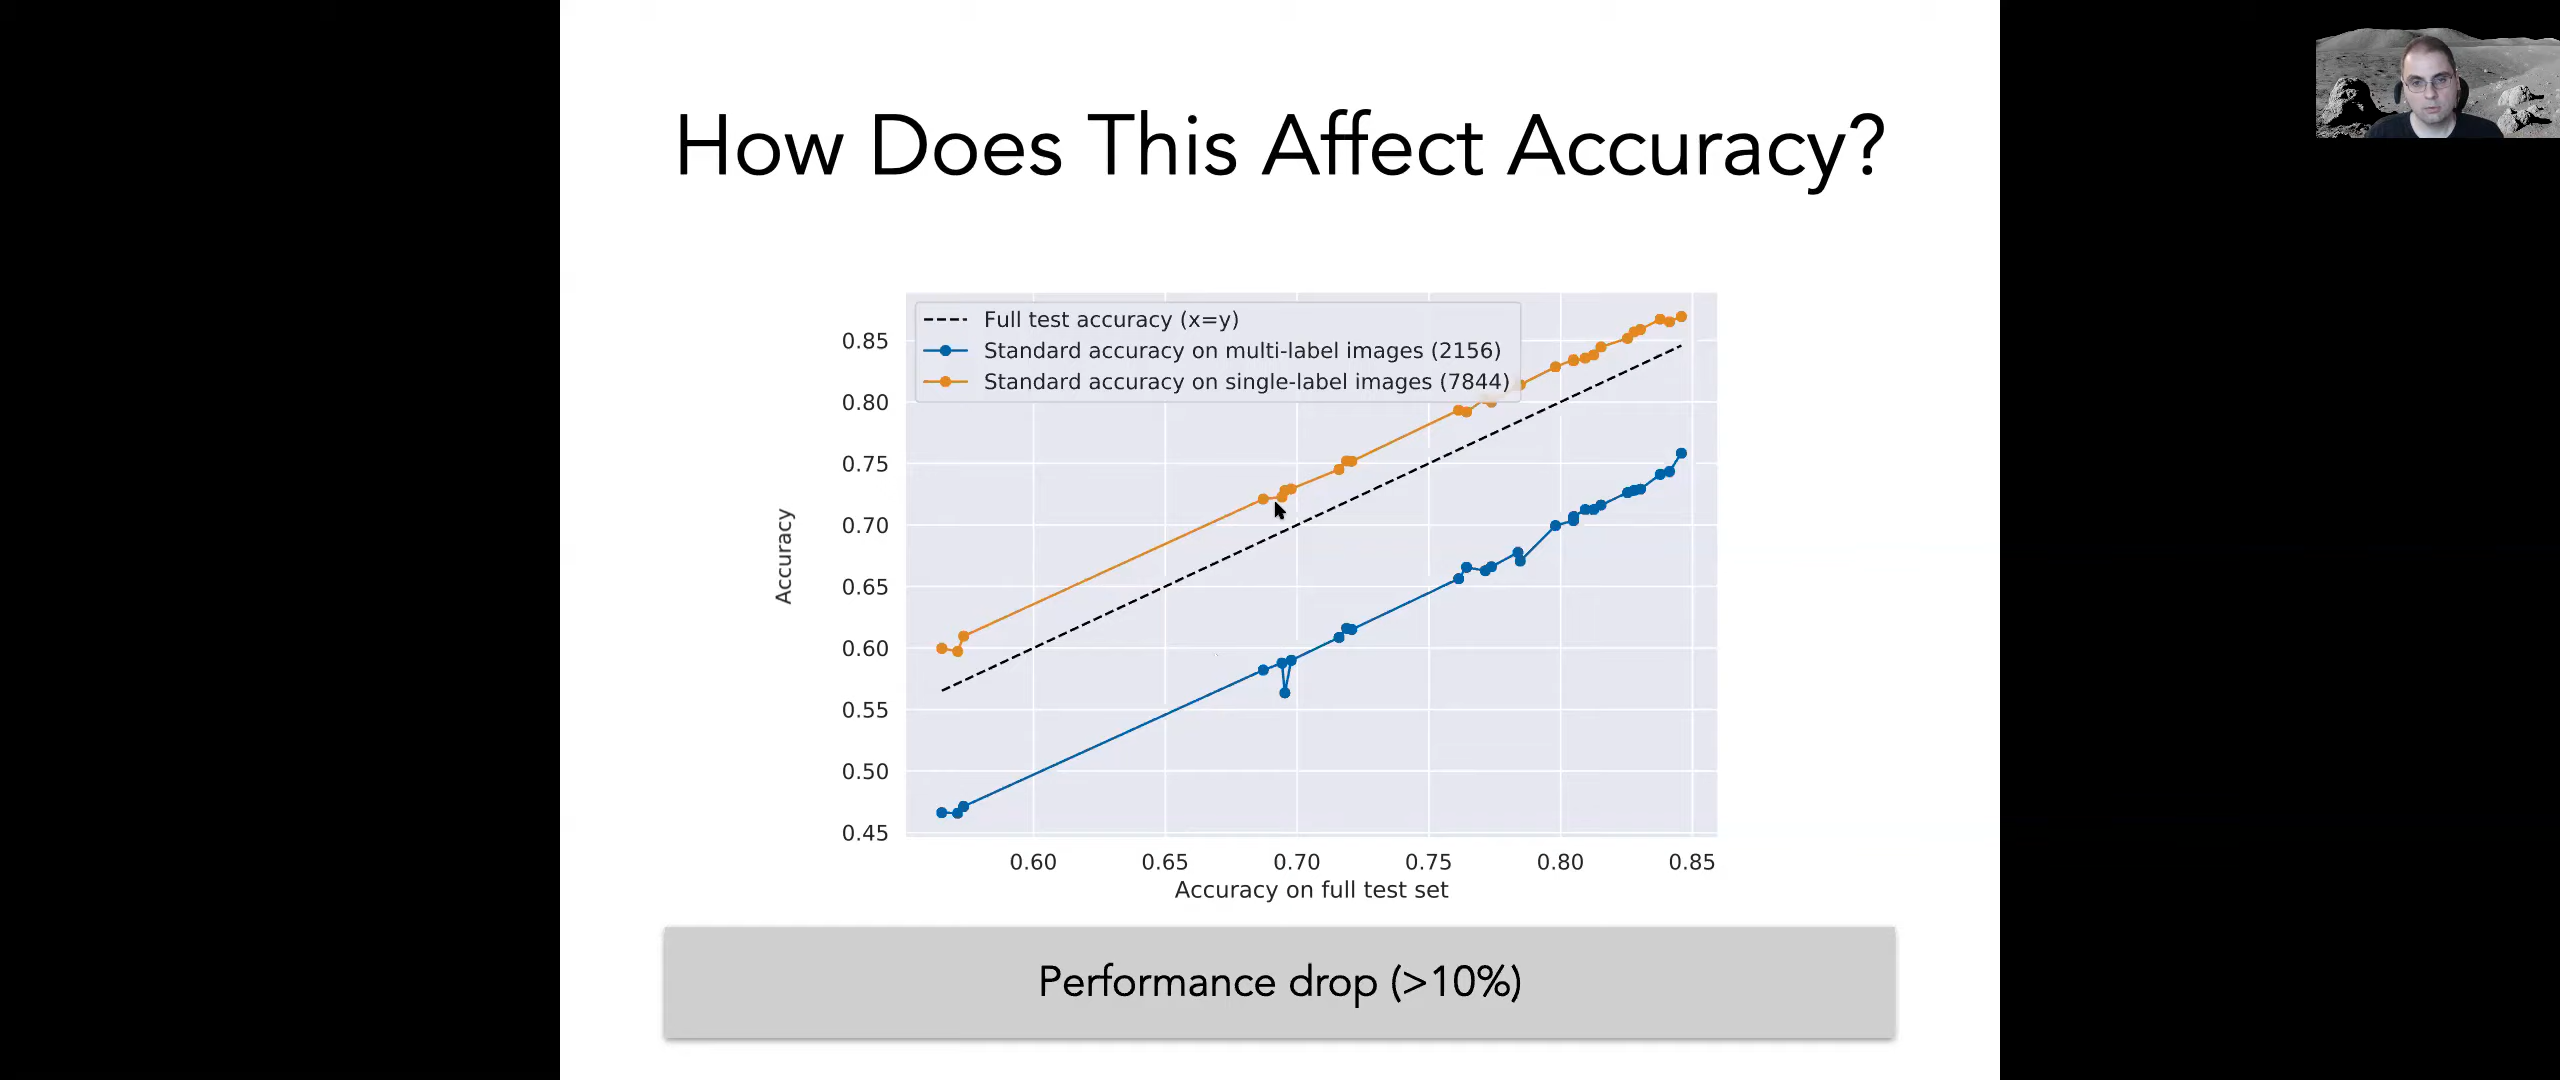 How Does This Affect Accuracy?
Full test accuracy (x=y)
Standard accuracy on multi-label images (2156)
Standard accuracy on single-label images (7844)
0.85
0.80
0.75
0.70
0.65
0.60
0.55
0.50
0.45
Accuracy
0.60 0.65 0.70 0.75 0.80 0.85
Accuracy on full test set
Performance drop (>10%)